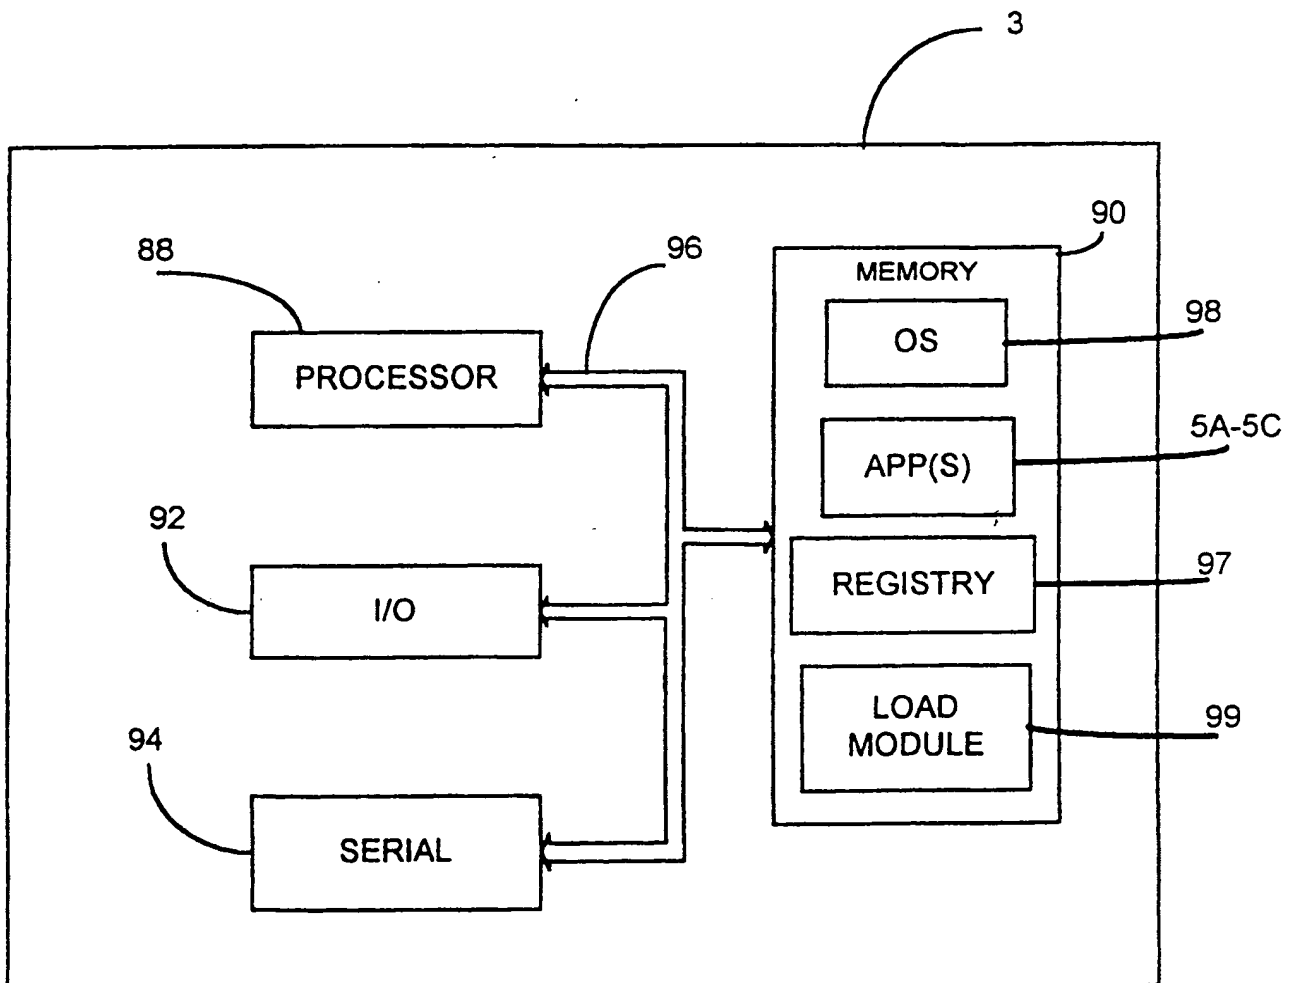 3
90
88
96
MEMORY
98
OS
PROCESSOR
5A-5C
APP(S)
92
97
REGISTRY
I/O
94
99
LOAD
MODULE
SERIAL